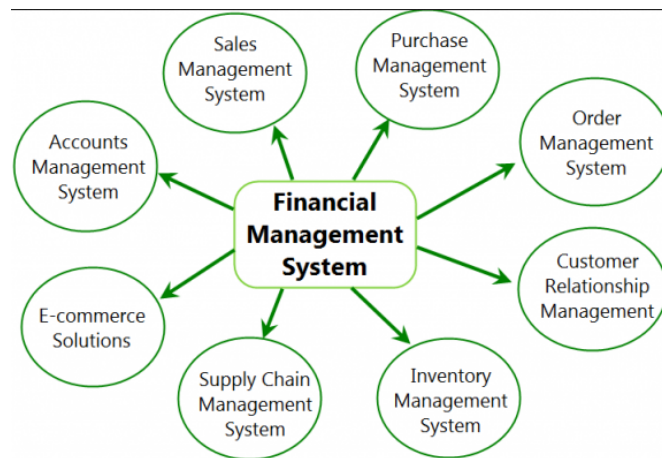 Sales
Management
System
Purchase
Management
System
Order
Management
System
Accounts
Management
System
Financial
Management
System
Customer
Relationship
Management
E-commerce
Solutions
Supply Chain
Management
System
Inventory
Management
System